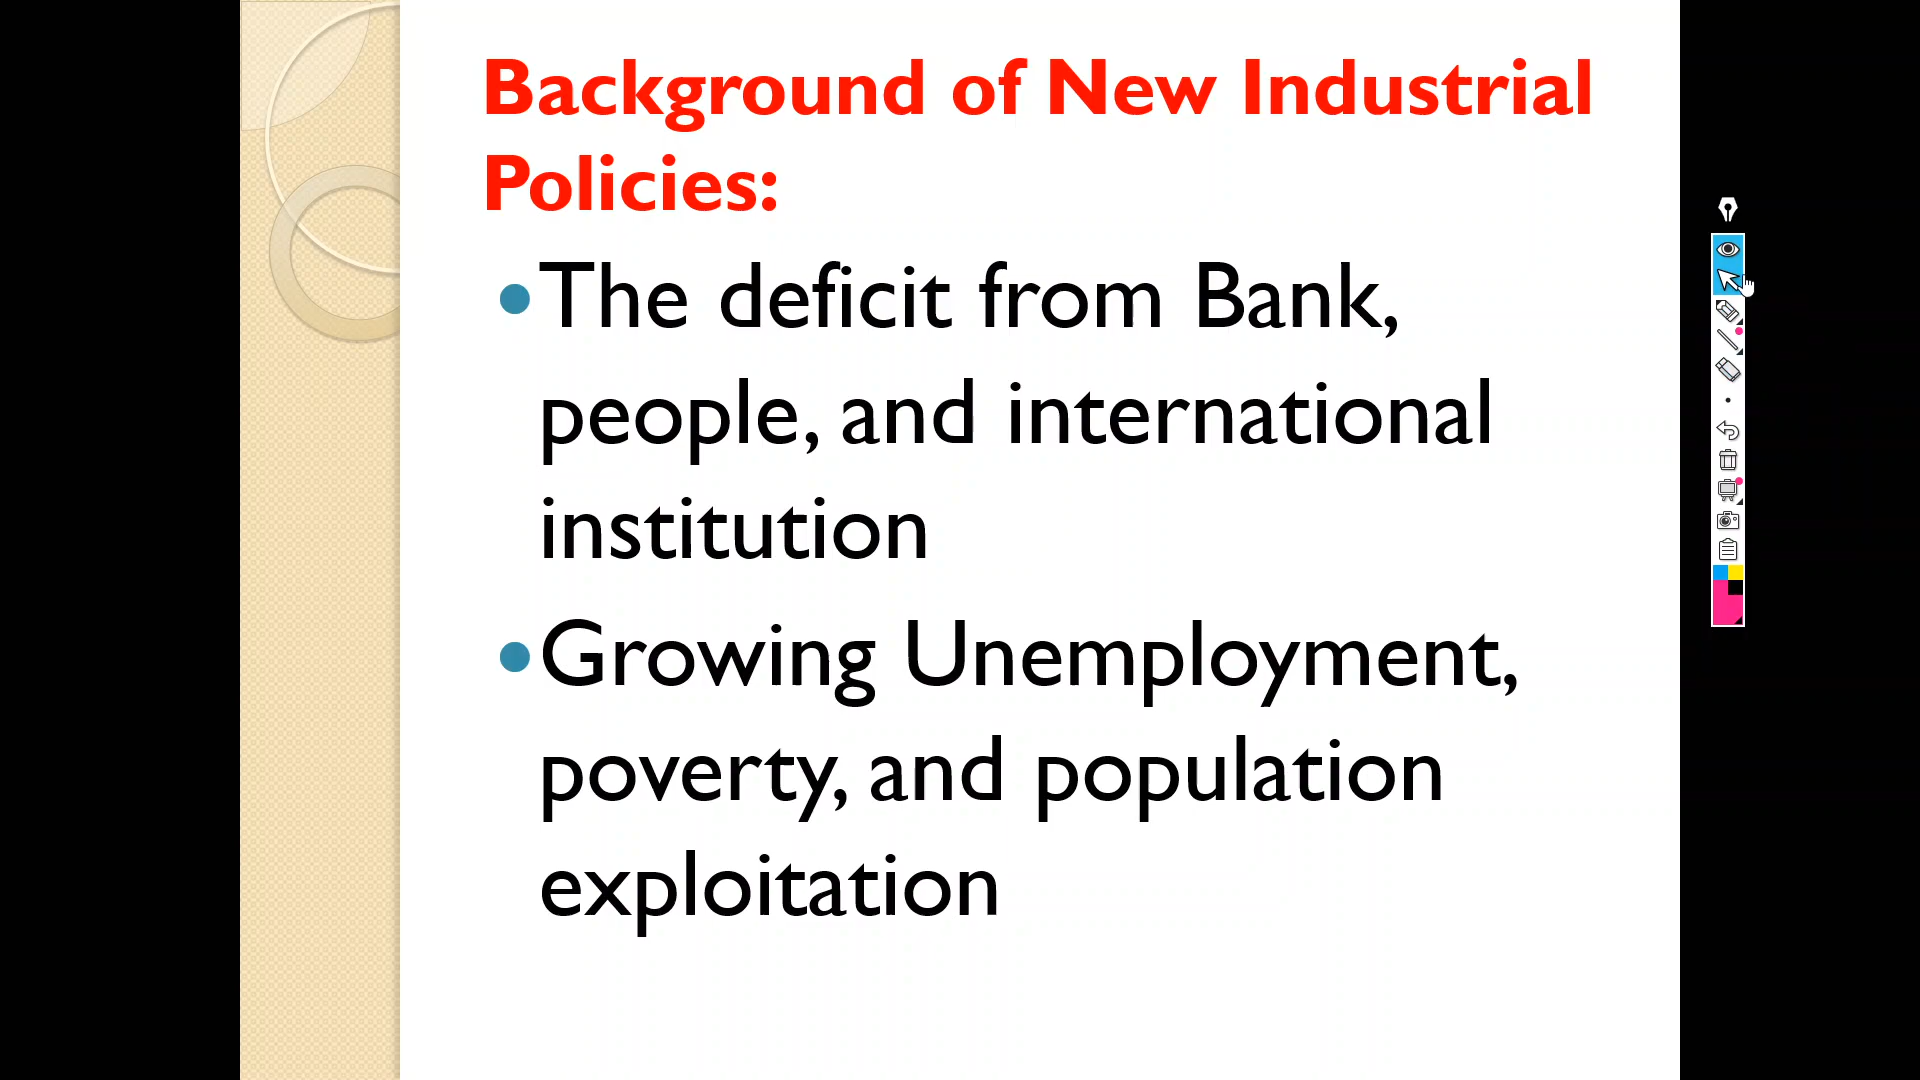 Background of New Industrial
Policies:
•The deficit from Bank,
people, and international
institution
•Growing Unemployment,
poverty, and population
exploitation